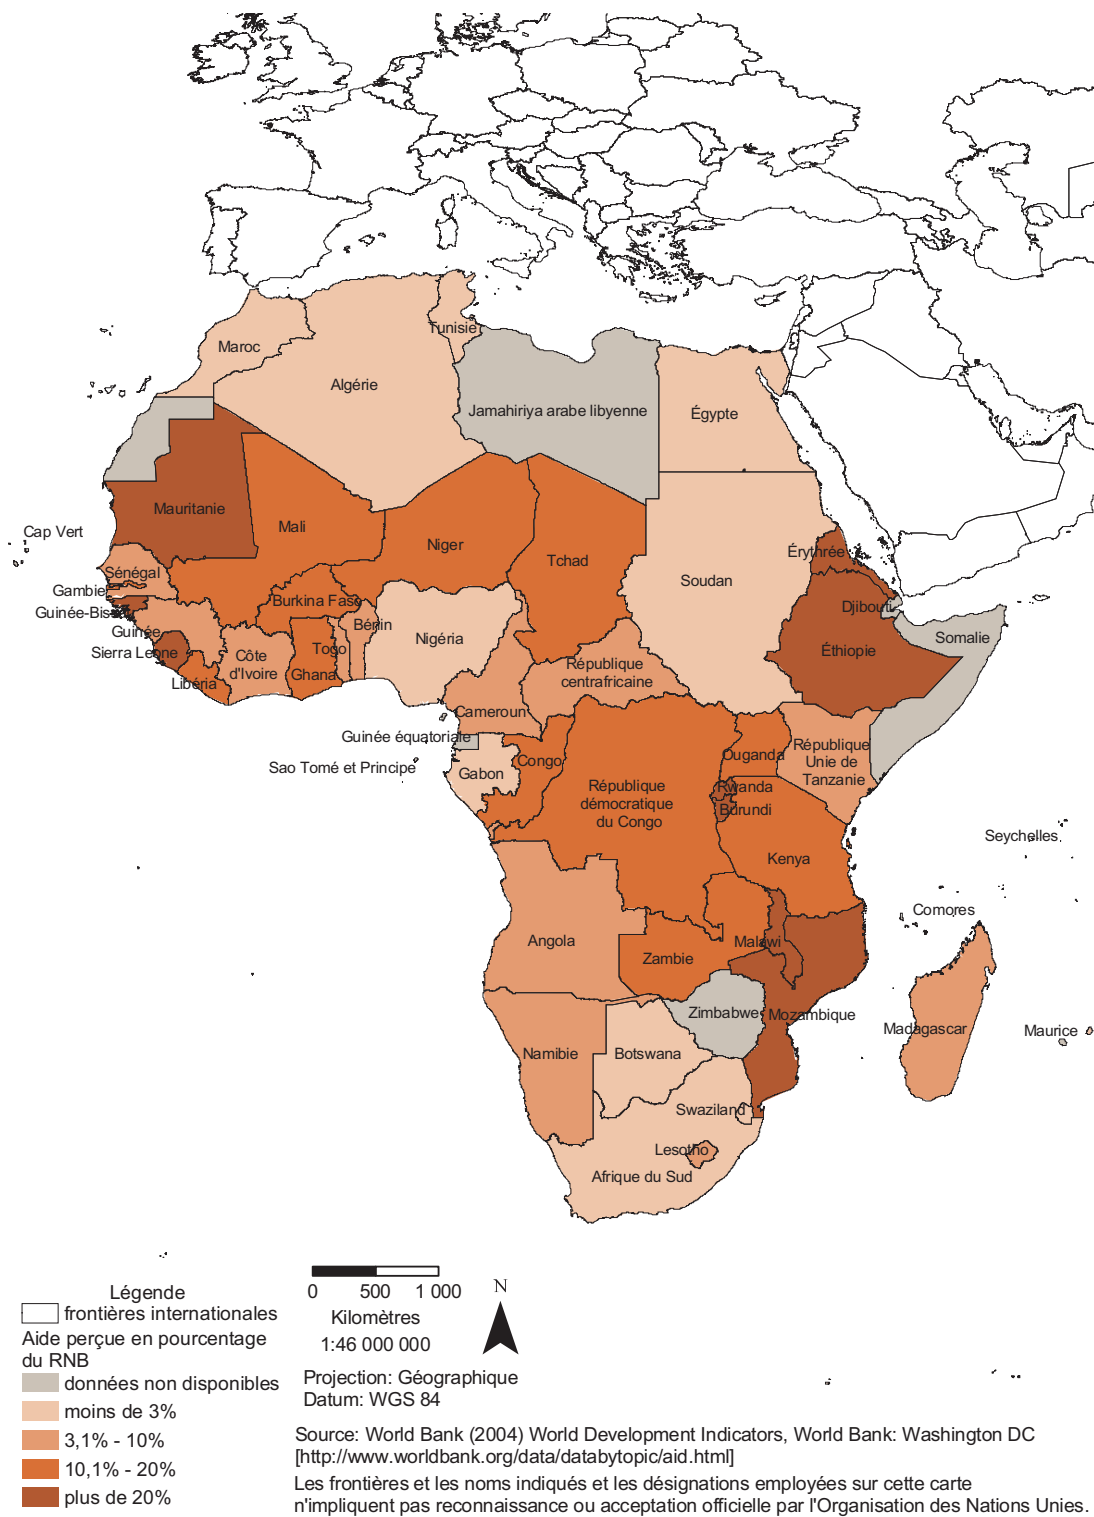 Maroc
Tunisie
Algérie
Jamahiriya arabe libyenne
Égypte
Mauritanie
Mali
Niger
Tchad
Soudan
Érythrée
Cap Vert
Sénégal
Gambie
Guinée-Bissau
Guinée
Sierra Leone
Libéria
Côte
d'Ivoire
Burkina Faso
Ghana
Togo
Bénin
Nigéria
Djibouti
Somalie
Éthiopie
République
centrafricaine
Cameroun
Guinée équatoriale
Sao Tomé et Principe
Gabon
Congo
République
démocratique
du Congo
Ouganda
République
Unie de
Tanzanie
Rwanda
Burundi
Kenya
Seychelles
Comores
Angola
Zambie
Malawi
Mozambique
Zimbabwe
Madagascar
Maurice
Namibie
Botswana
Swaziland
Lesotho
Afrique du Sud
Légende
frontières internationales
Aide perçue en pourcentage
du RNB
données non disponibles
moins de 3%
3,1% - 10%
10,1% - 20%
plus de 20%
0 500 1 000
Kilomètres
1:46 000 000
N
Projection: Géographique
Datum: WGS 84
Source: World Bank (2004) World Development Indicators, World Bank: Washington DC
[http://www.worldbank.org/data/databytopic/aid.html]
Les frontières et les noms indiqués et les désignations employées sur cette carte
n'impliquent pas reconnaissance ou acceptation officielle par l'Organisation des Nations Unies.